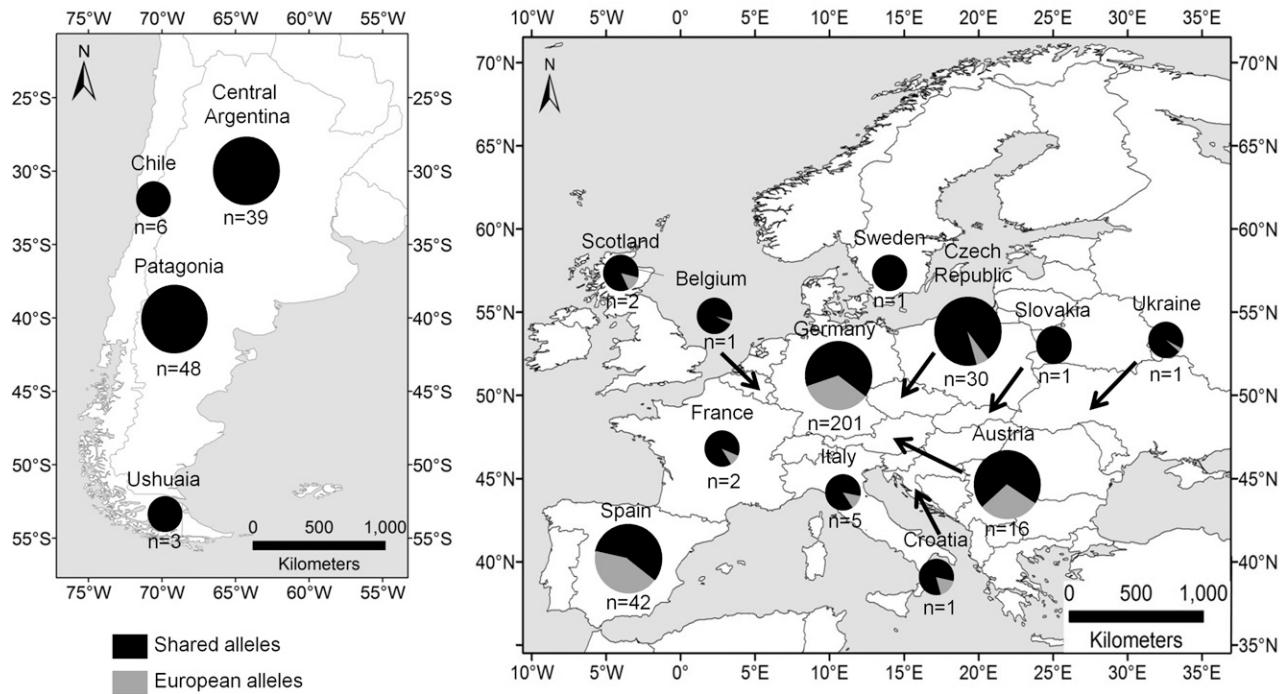 75°W 70°W 65°W 60°W 55°W
N
25°S 25°S
30°S 30°S
35°S 35°S
40°S 40°S
45°S 45°S
50°S 50°S
55°S 55°S
Central
Argentina
n=39
Chile
n=6
Patagonia
n=48
Ushuaia
n=3
0 500 1,000
Kilometers
75°W 70°W 65°W 60°W 55°W
Shared alleles
European alleles
10°W 5°W 0° 5°E 10°E 15°E 20°E 25°E 30°E 35°E
N
70°N 70°N
65°N 65°N
60°N 60°N
55°N 55°N
50°N 50°N
45°N 45°N
40°N 40°N
35°N
Scotland
n=2
Belgium
n=1
Sweden
n=1
Czech
Republic
n=30
Slovakia
n=1
Ukraine
n=1
Germany
n=201
France
n=2
Italy
n=5
Austria
n=16
Spain
n=42
Croatia
n=1
0 500 1,000
Kilometers
10°W 5°W 0° 5°E 10°E 15°E 20°E 25°E 30°E 35°E